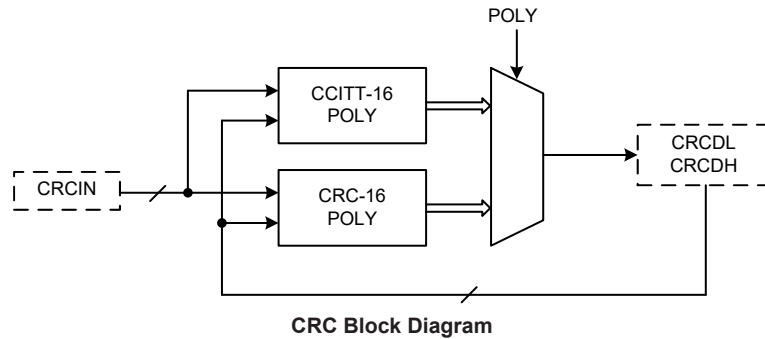 POLY
CCITT-16
POLY
CRCDL
CRCDH
CRCIN
CRC-16
POLY
CRC Block Diagram